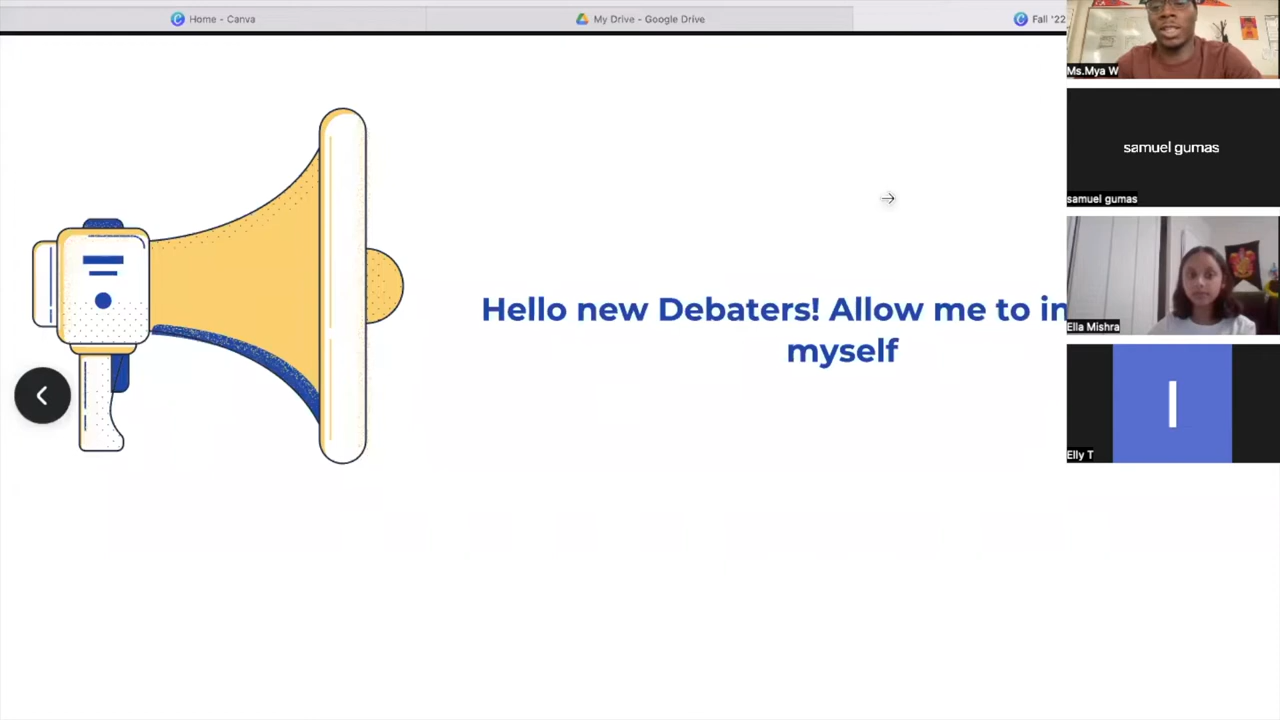 Home - Canva
My Drive - Google Drive
Fall '22
Hello new Debaters! Allow me to in
myself
Ms.Mya W
samuel gumas
samuel gumas
Ella Mishra
I
Elly T